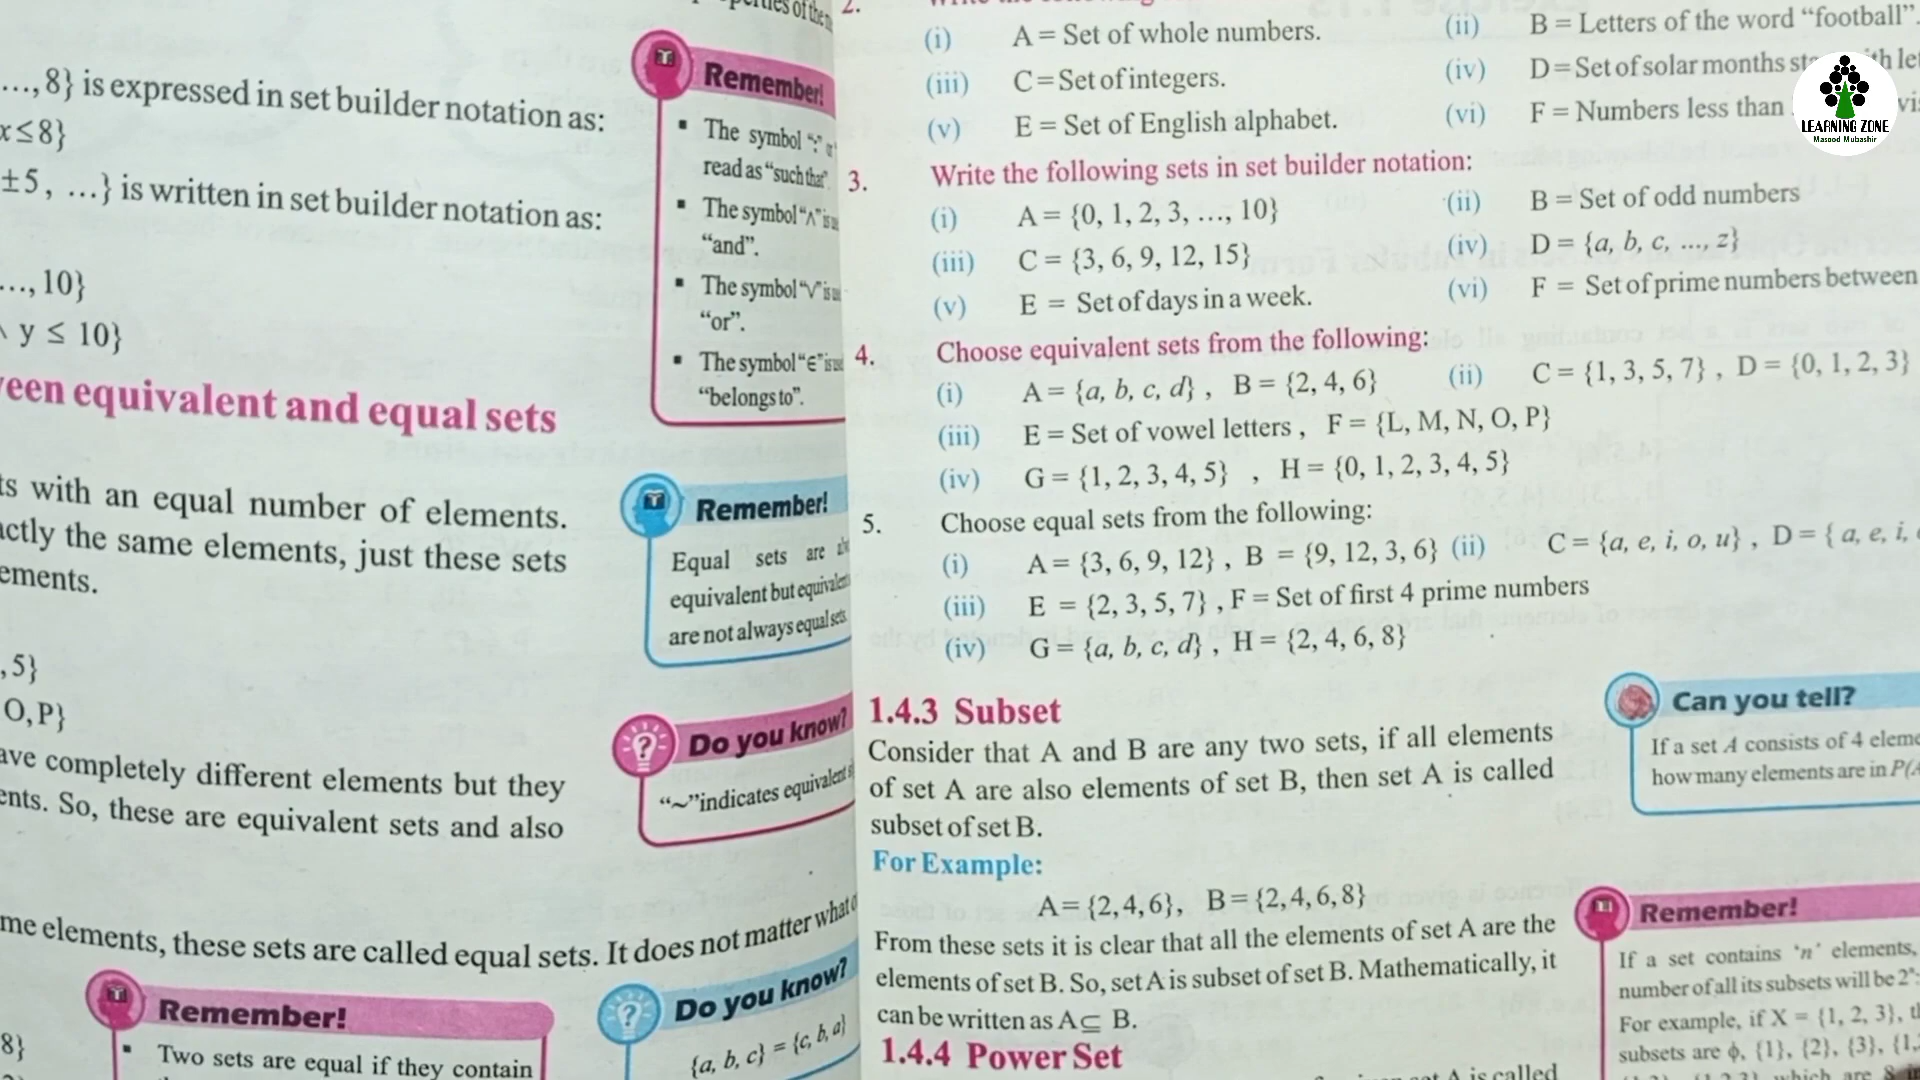 ..., 8} is expressed in set builder notation as:
x≤8}
±5, ...} is written in set builder notation as:
..., 10}
y ≤ 10}
een equivalent and equal sets
ts with an equal number of elements.
actly the same elements, just these sets
ements.
,5}
O,P}
ave completely different elements but they
ents. So, these are equivalent sets and also
me elements, these sets are called equal sets. It does not matter what
8}
Remember!
▪ Two sets are equal if they contain
Remember!
▪ The symbol ":"
read as "such that"
▪ The symbol "∧" is
"and".
▪ The symbol "∨" is
"or".
▪ The symbol "∈" is
"belongs to".
Remember!
Equal sets are
equivalent but equivalent
are not always equal sets.
Do you know?
"~" indicates equivalent
Do you know?
{a, b, c} = {c, b, a}
2.
(i) A = Set of whole numbers. (ii) B = Letters of the word "football".
(iii) C = Set of integers. (iv) D = Set of solar months
(v) E = Set of English alphabet. (vi) F = Numbers less than
3. Write the following sets in set builder notation:
(i) A = {0, 1, 2, 3, ..., 10} (ii) B = Set of odd numbers
(iii) C = {3, 6, 9, 12, 15} (iv) D = {a, b, c, ..., z}
(v) E = Set of days in a week. (vi) F = Set of prime numbers between
4. Choose equivalent sets from the following:
(i) A = {a, b, c, d} , B = {2, 4, 6} (ii) C = {1, 3, 5, 7} , D = {0, 1, 2, 3}
(iii) E = Set of vowel letters , F = {L, M, N, O, P}
(iv) G = {1, 2, 3, 4, 5} , H = {0, 1, 2, 3, 4, 5}
5. Choose equal sets from the following:
(i) A = {3, 6, 9, 12} , B = {9, 12, 3, 6} (ii) C = {a, e, i, o, u} , D = { a, e, i,
(iii) E = {2, 3, 5, 7} , F = Set of first 4 prime numbers
(iv) G = {a, b, c, d} , H = {2, 4, 6, 8}
1.4.3 Subset
Consider that A and B are any two sets, if all elements
of set A are also elements of set B, then set A is called
subset of set B.
For Example:
A = {2, 4, 6}, B = {2, 4, 6, 8}
From these sets it is clear that all the elements of set A are the
elements of set B. So, set A is subset of set B. Mathematically, it
can be written as A⊆ B.
1.4.4 Power Set
A is called
Can you tell?
If a set A consists of 4
how many elements are in P(
Remember!
If a set contains 'n' elements,
number of all its subsets will be 2ⁿ
For example, if X = {1, 2, 3},
subsets are ϕ, {1}, {2}, {3}, {1,
which are 8
LEARNING ZONE
Masood Mubashir